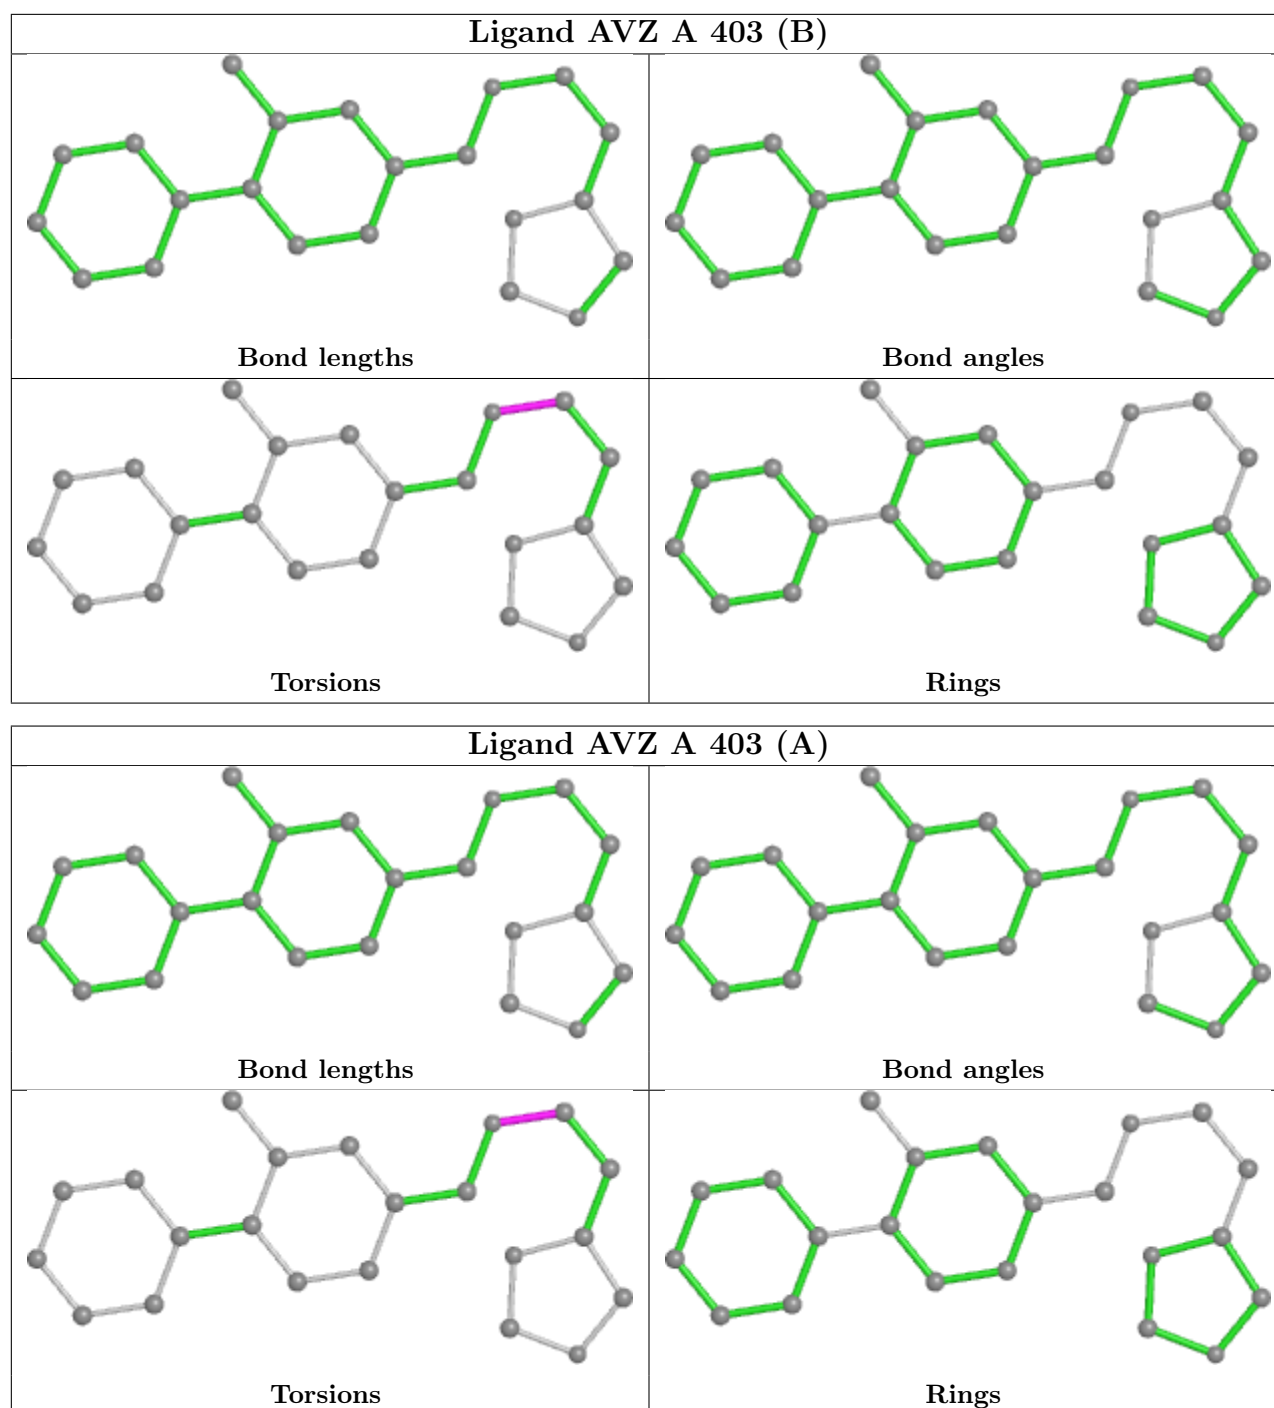 Ligand AVZ A 403 (B)
Bond lengths
Bond angles
Torsions
Rings
Ligand AVZ A 403 (A)
Bond lengths
Bond angles
Torsions
Rings